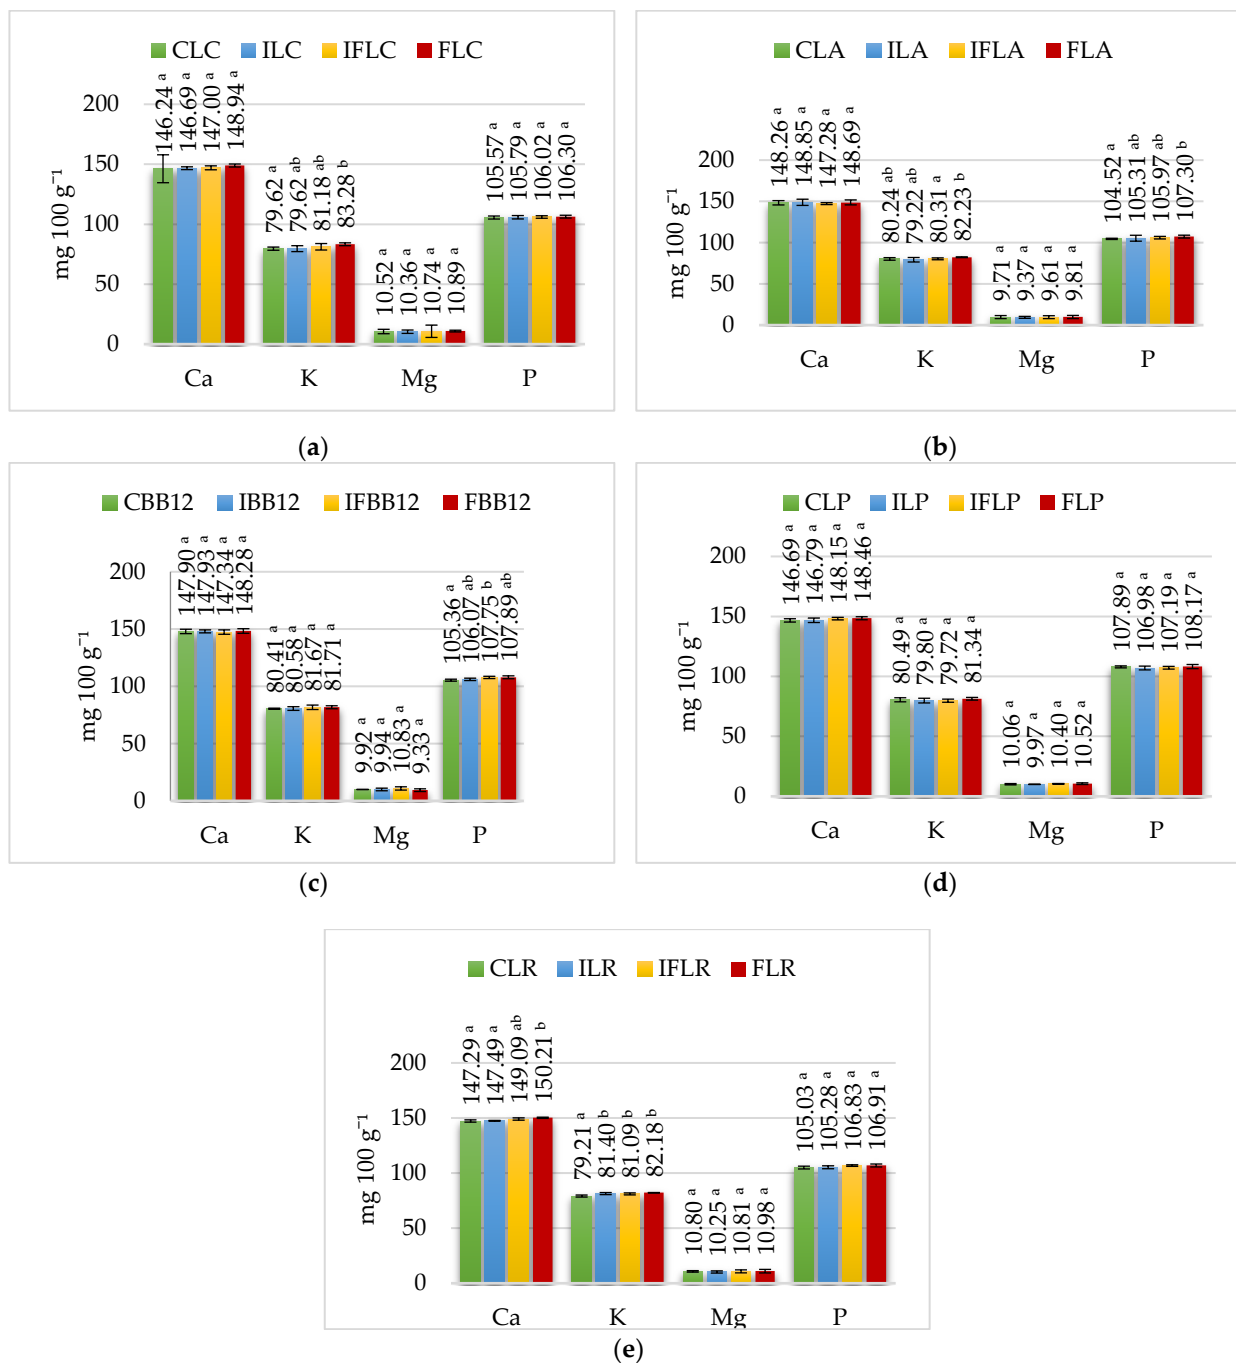 CLC ILC IFLC FLC
146.24 a 146.69 a 147.00 a 148.94 a
79.62 a 79.62 ab 81.18 ab 83.28 b
10.52 a 10.36 a 10.74 a 10.89 a
105.57 a 105.79 a 106.02 a 106.30 a
mg 100 g⁻¹
200
150
100
50
0
Ca K Mg P
(a)
CLA ILA IFLA FLA
148.26 a 148.85 a 147.28 a 148.69 a
80.24 ab 79.22 ab 80.31 a 82.23 b
9.71 a 9.37 a 9.61 a 9.81 a
104.52 a 105.31 ab 105.97 ab 107.30 b
mg 100 g⁻¹
200
150
100
50
0
Ca K Mg P
(b)
CBB12 IBB12 IFBB12 FBB12
147.90 a 147.93 a 147.34 a 148.28 a
80.41 a 80.58 a 81.67 a 81.71 a
9.92 a 9.94 a 10.83 a 9.33 a
105.36 a 106.07 ab 107.75 b 107.89 ab
mg 100 g⁻¹
200
150
100
50
0
Ca K Mg P
(c)
CLP ILP IFLP FLP
146.69 a 146.79 a 148.15 a 148.46 a
80.49 a 79.80 a 79.72 a 81.34 a
10.06 a 9.97 a 10.40 a 10.52 a
107.89 a 106.98 a 107.19 a 108.17 a
mg 100 g⁻¹
200
150
100
50
0
Ca K Mg P
(d)
CLR ILR IFLR FLR
147.29 a 147.49 a 149.09 ab 150.21 b
79.21 a 81.40 b 81.09 b 82.18 b
10.80 a 10.25 a 10.81 a 10.98 a
105.03 a 105.28 a 106.83 a 106.91 a
mg 100 g⁻¹
200
150
100
50
0
Ca K Mg P
(e)